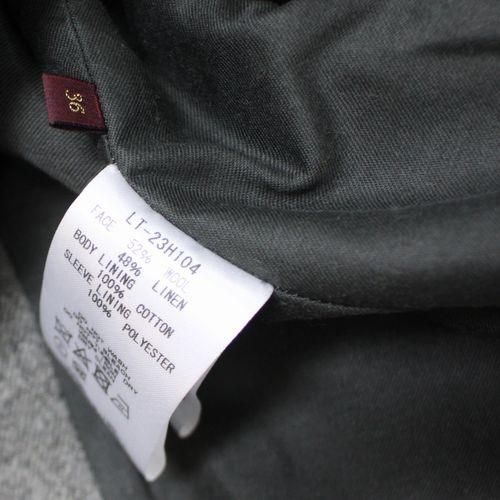 36
LT-23H104
FACE 52% WOOL
48% LINEN
BODY LINING
100% COTTON
SLEEVE LINING
100% POLYESTER